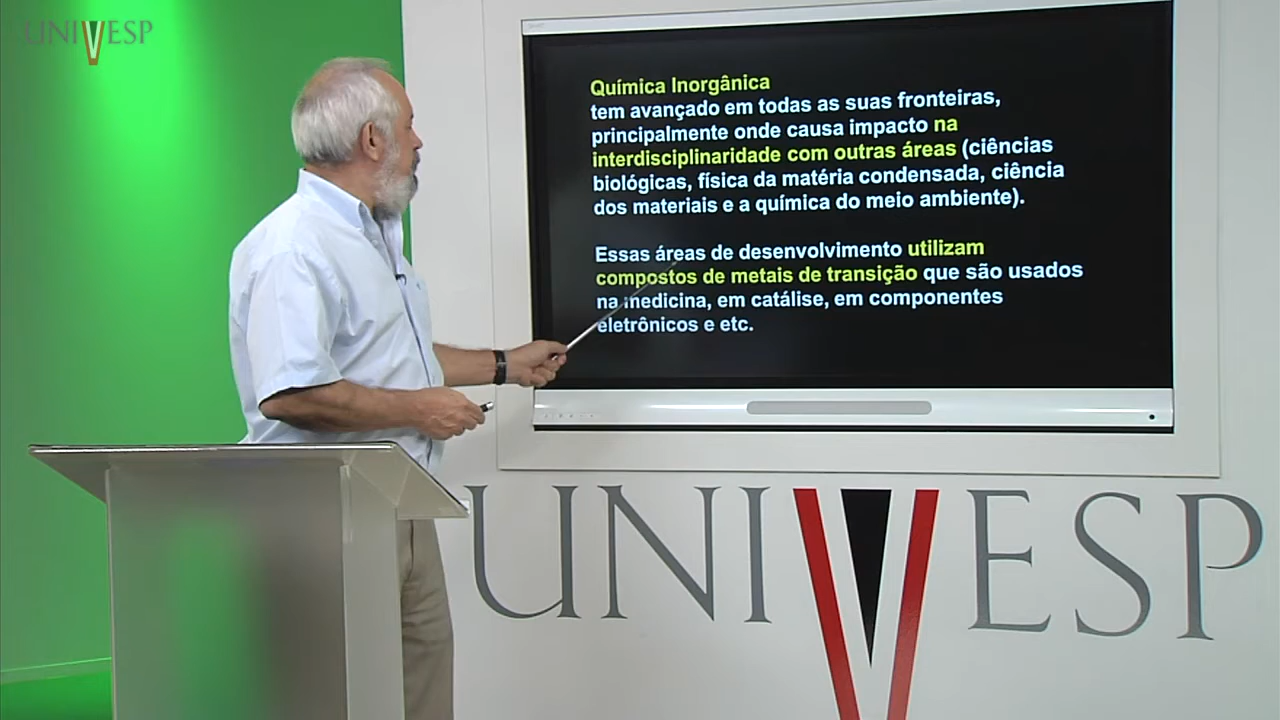 UNIVESP
Química Inorgânica
tem avançado em todas as suas fronteiras,
principalmente onde causa impacto na
interdisciplinaridade com outras áreas (ciências
biológicas, física da matéria condensada, ciência
dos materiais e a química do meio ambiente).
Essas áreas de desenvolvimento utilizam
compostos de metais de transição que são usados
na medicina, em catálise, em componentes
eletrônicos e etc.
UNIVESP